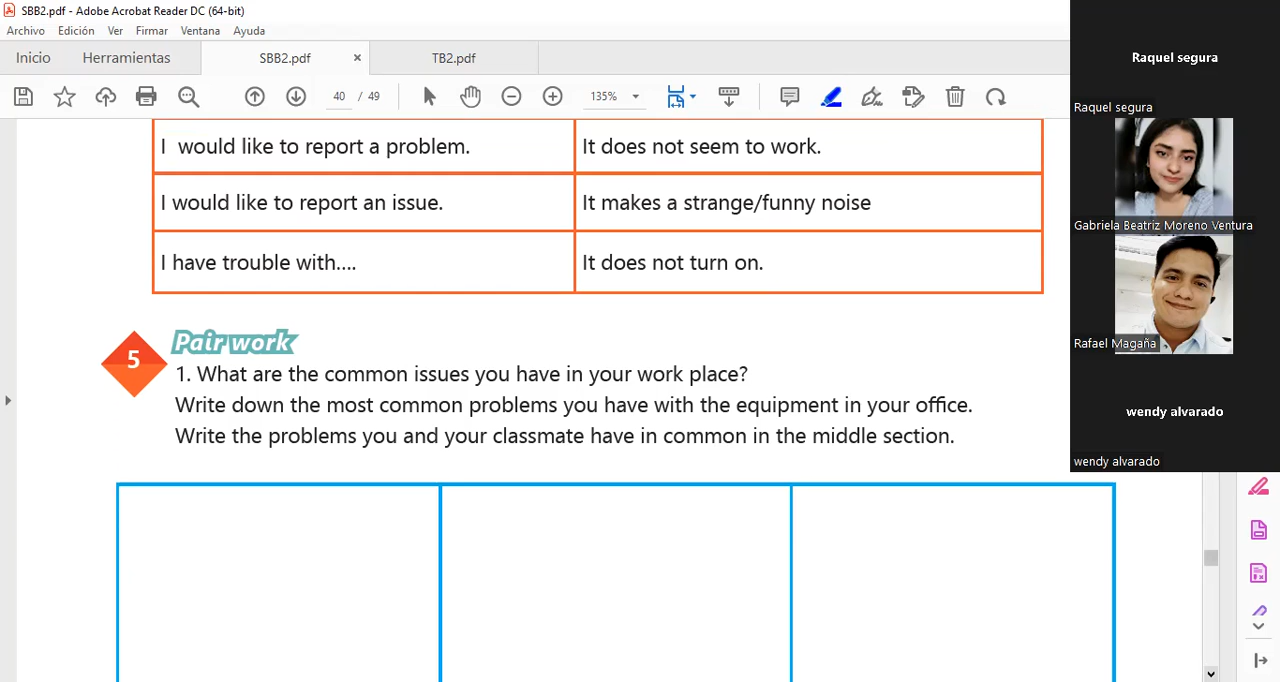 SBB2.pdf - Adobe Acrobat Reader DC (64-bit)
Archivo Edición Ver Firmar Ventana Ayuda
Inicio Herramientas SBB2.pdf × TB2.pdf
40 / 49 135%
I would like to report a problem. It does not seem to work.
I would like to report an issue. It makes a strange/funny noise
I have trouble with.... It does not turn on.
5 Pair work
1. What are the common issues you have in your work place?
Write down the most common problems you have with the equipment in your office.
Write the problems you and your classmate have in common in the middle section.
Raquel segura
Raquel segura
Gabriela Beatriz Moreno Ventura
Rafael Magaña
wendy alvarado
wendy alvarado